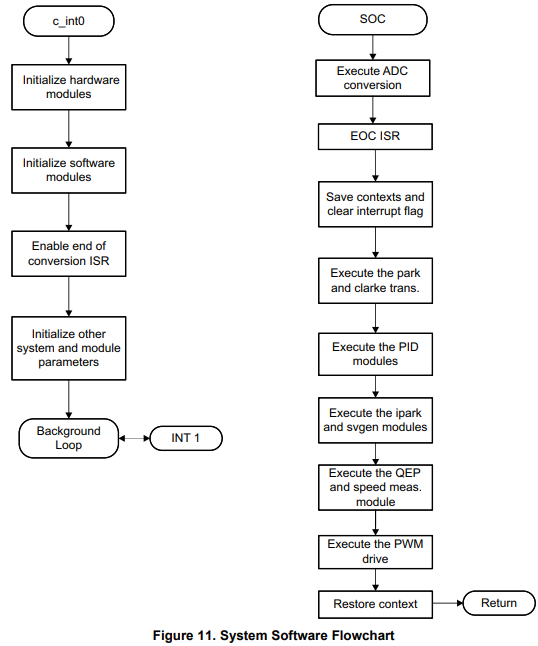 c_int0
Initialize hardware
modules
Initialize software
modules
Enable end of
conversion ISR
Initialize other
system and module
parameters
Background
Loop
INT 1
SOC
Execute ADC
conversion
EOC ISR
Save contexts and
clear interrupt flag
Execute the park
and clarke trans.
Execute the PID
modules
Execute the ipark
and svgen modules
Execute the QEP
and speed meas.
module
Execute the PWM
drive
Restore context
Return
Figure 11. System Software Flowchart